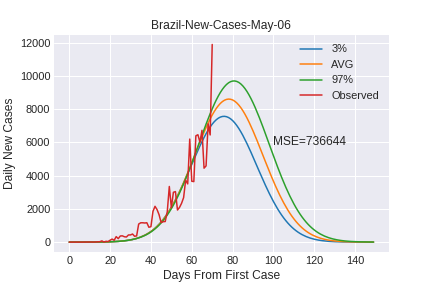 Brazil-New-Cases-May-06
12000
10000
8000
6000
4000
2000
0
Daily New Cases
3%
AVG
97%
Observed
MSE=736644
0 20 40 60 80 100 120 140
Days From First Case